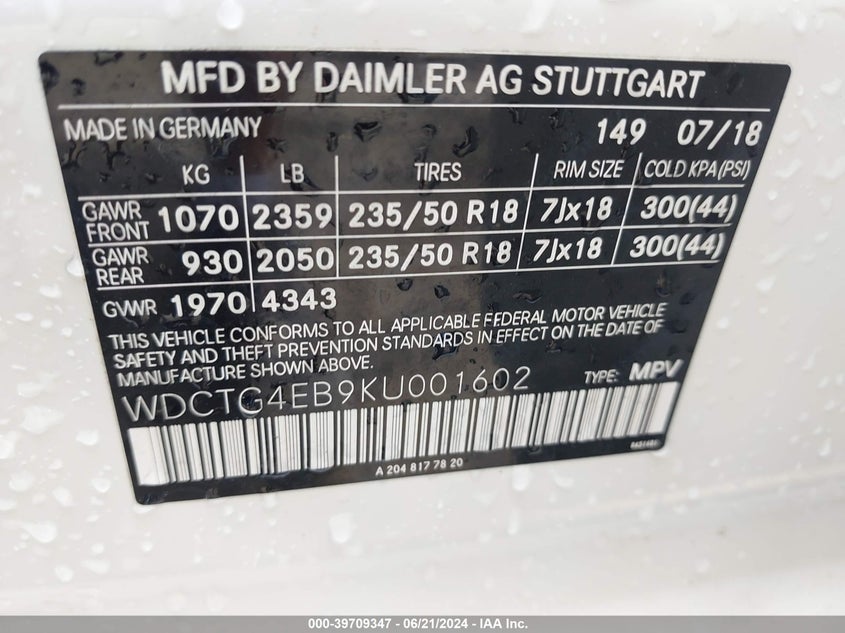 MFD BY DAIMLER AG STUTTGART
MADE IN GERMANY 149 07/18
KG LB TIRES RIM SIZE COLD KPA(PSI)
GAWR FRONT 1070 2359 235/50 R18 7Jx18 300(44)
GAWR REAR 930 2050 235/50 R18 7Jx18 300(44)
GVWR 1970 4343
THIS VEHICLE CONFORMS TO ALL APPLICABLE FEDERAL MOTOR VEHICLE
SAFETY AND THEFT PREVENTION STANDARDS IN EFFECT ON THE DATE OF
MANUFACTURE SHOWN ABOVE.
WDCTG4EB9KU001602 TYPE: MPV
A 204 817 78 20
000-39709347 - 06/21/2024 - IAA Inc.